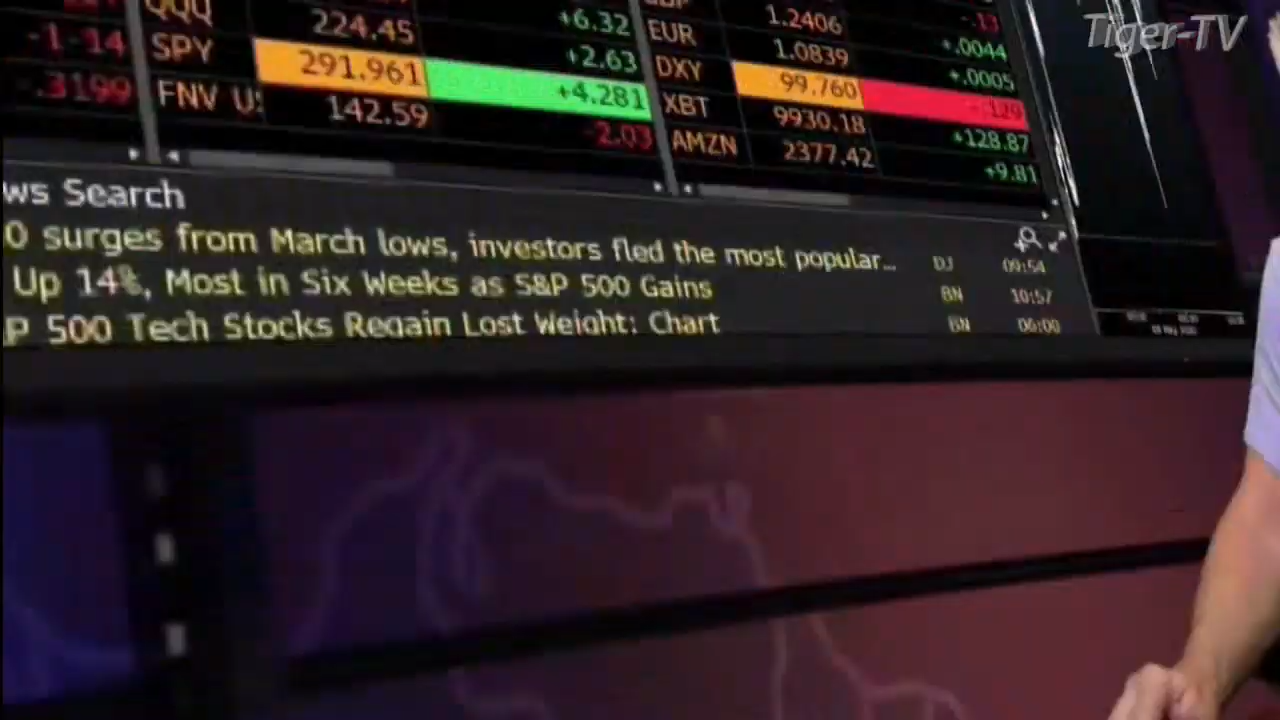 Tiger-TV
QQQ 224.45 +6.32
SPY 291.961 +2.63
FNV U: 142.59 +4.281
-2.03
-1-14
-.3199
1.2406 -.13
EUR 1.0839 +.0044
DXY 99.760 +.0005
XBT 9930.18 -.129
AMZN 2377.42 +128.87
+9.81
ws Search
0 surges from March lows, investors fled the most popular... DJ 09:54
Up 14%, Most in Six Weeks as S&P 500 Gains BN 10:57
P 500 Tech Stocks Regain Lost Weight: Chart BN 06:00